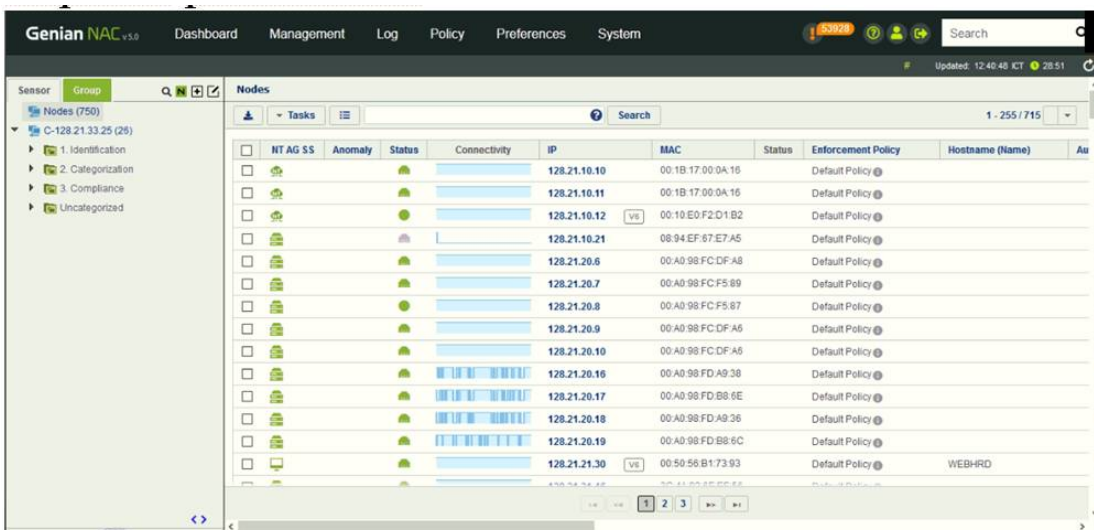 Genian NAC v5.0 Dashboard Management Log Policy Preferences System 53928 Search
Updated: 12:40:48 ICT 28:51
Sensor Group N
Nodes (750)
C-128.21.33.25 (26)
1. Identification
2. Categorization
3. Compliance
Uncategorized
Nodes
Tasks Search 1 - 255 / 715
NT AG SS Anomaly Status Connectivity IP MAC Status Enforcement Policy Hostname (Name) Au
128.21.10.10 00:1B:17:00:0A:16 Default Policy
128.21.10.11 00:1B:17:00:0A:16 Default Policy
128.21.10.12 VS 00:10:E0:F2:D1:B2 Default Policy
128.21.10.21 08:94:EF:67:E7:A5 Default Policy
128.21.20.6 00:A0:98:FC:DF:A8 Default Policy
128.21.20.7 00:A0:98:FC:F5:89 Default Policy
128.21.20.8 00:A0:98:FC:F5:87 Default Policy
128.21.20.9 00:A0:98:FC:DF:A6 Default Policy
128.21.20.10 00:A0:98:FC:DF:A6 Default Policy
128.21.20.16 00:A0:98:FD:A9:38 Default Policy
128.21.20.17 00:A0:98:FD:B8:6E Default Policy
128.21.20.18 00:A0:98:FD:A9:36 Default Policy
128.21.20.19 00:A0:98:FD:B8:6C Default Policy
128.21.21.30 VS 00:50:56:B1:73:93 Default Policy WEBHRD
1 2 3